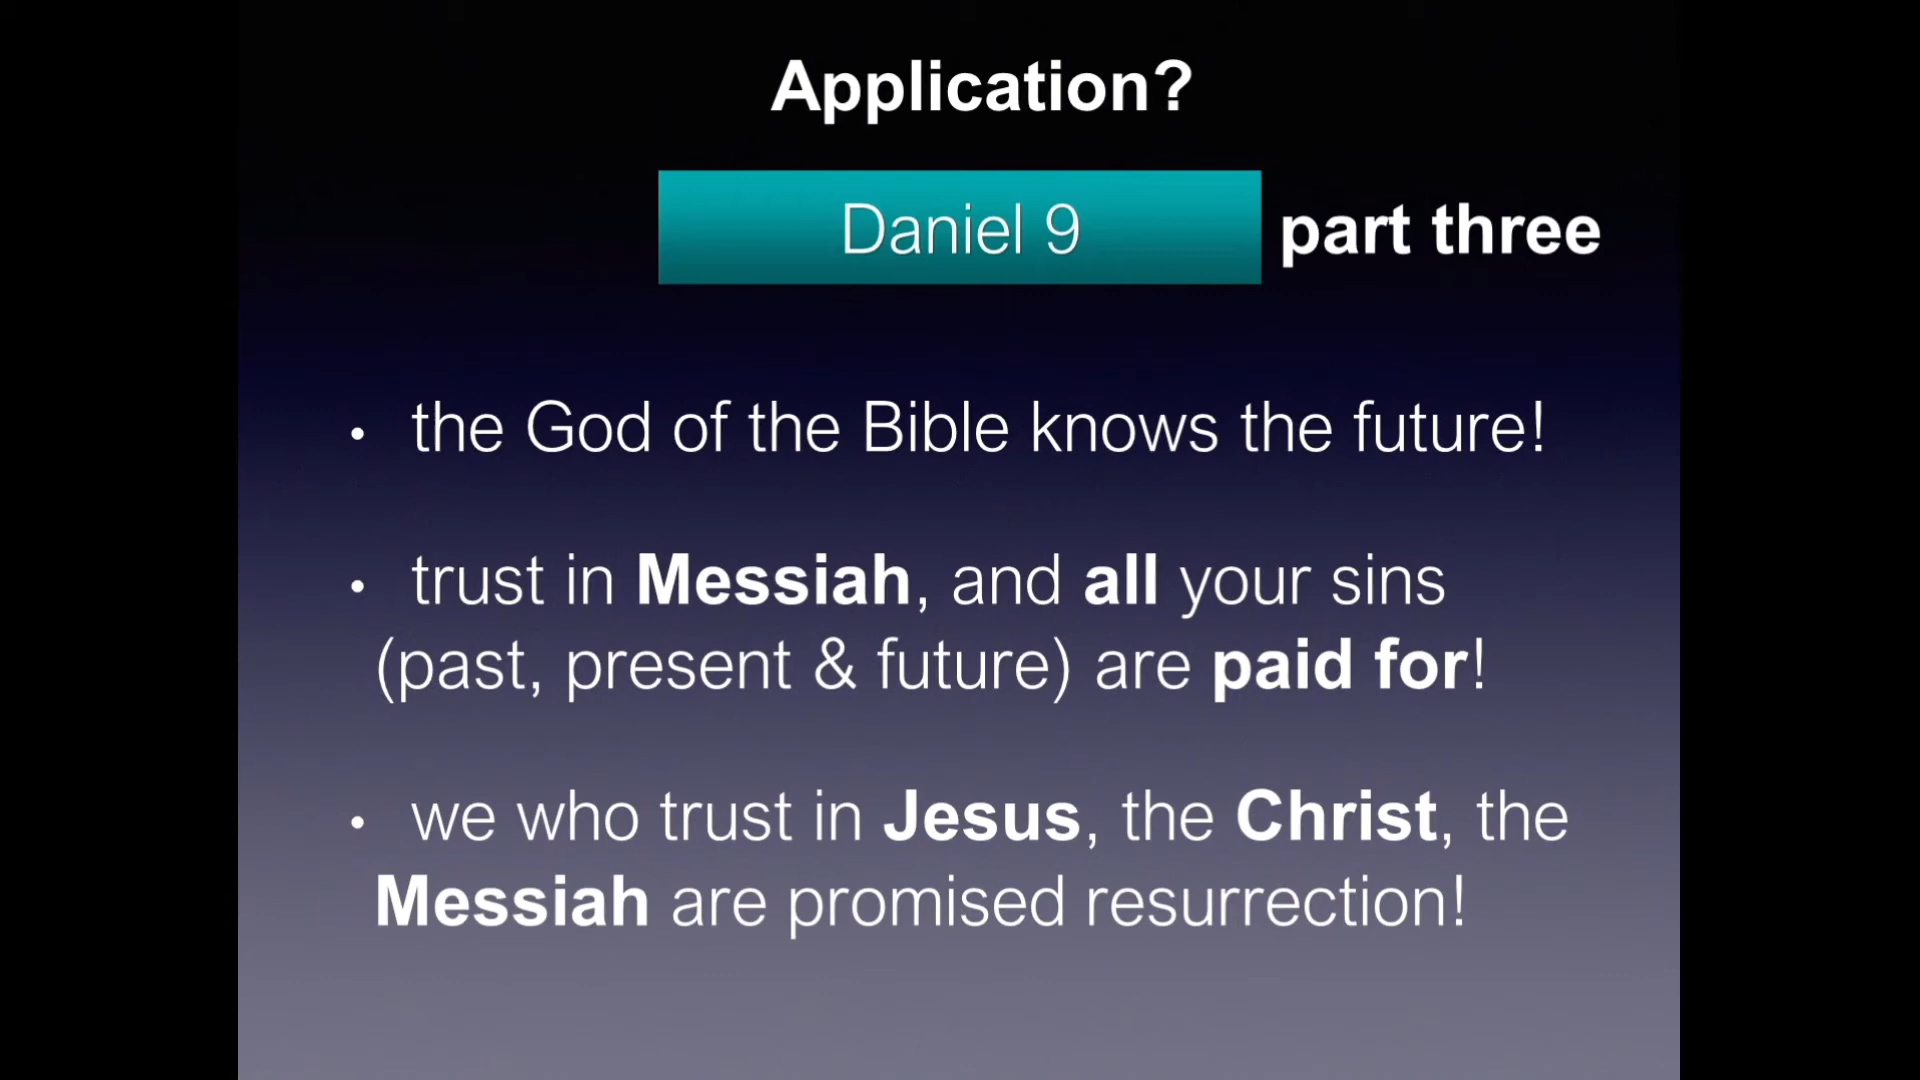 Application?
Daniel 9 part three
• the God of the Bible knows the future!
• trust in Messiah, and all your sins
(past, present & future) are paid for!
• we who trust in Jesus, the Christ, the
Messiah are promised resurrection!